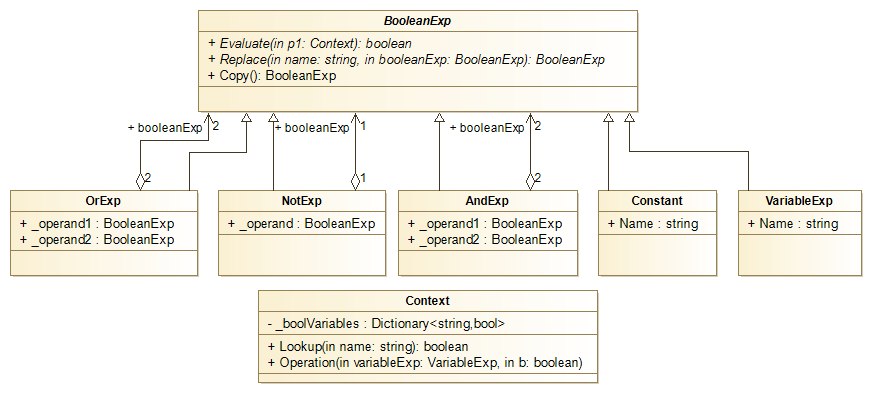 BooleanExp
+ Evaluate(in p1: Context): boolean
+ Replace(in name: string, in booleanExp: BooleanExp): BooleanExp
+ Copy(): BooleanExp
+ booleanExp 2
+ booleanExp 1
+ booleanExp 2
2
1
2
OrExp
+ _operand1 : BooleanExp
+ _operand2 : BooleanExp
NotExp
+ _operand : BooleanExp
AndExp
+ _operand1 : BooleanExp
+ _operand2 : BooleanExp
Constant
+ Name : string
VariableExp
+ Name : string
Context
- _boolVariables : Dictionary<string,bool>
+ Lookup(in name: string): boolean
+ Operation(in variableExp: VariableExp, in b: boolean)